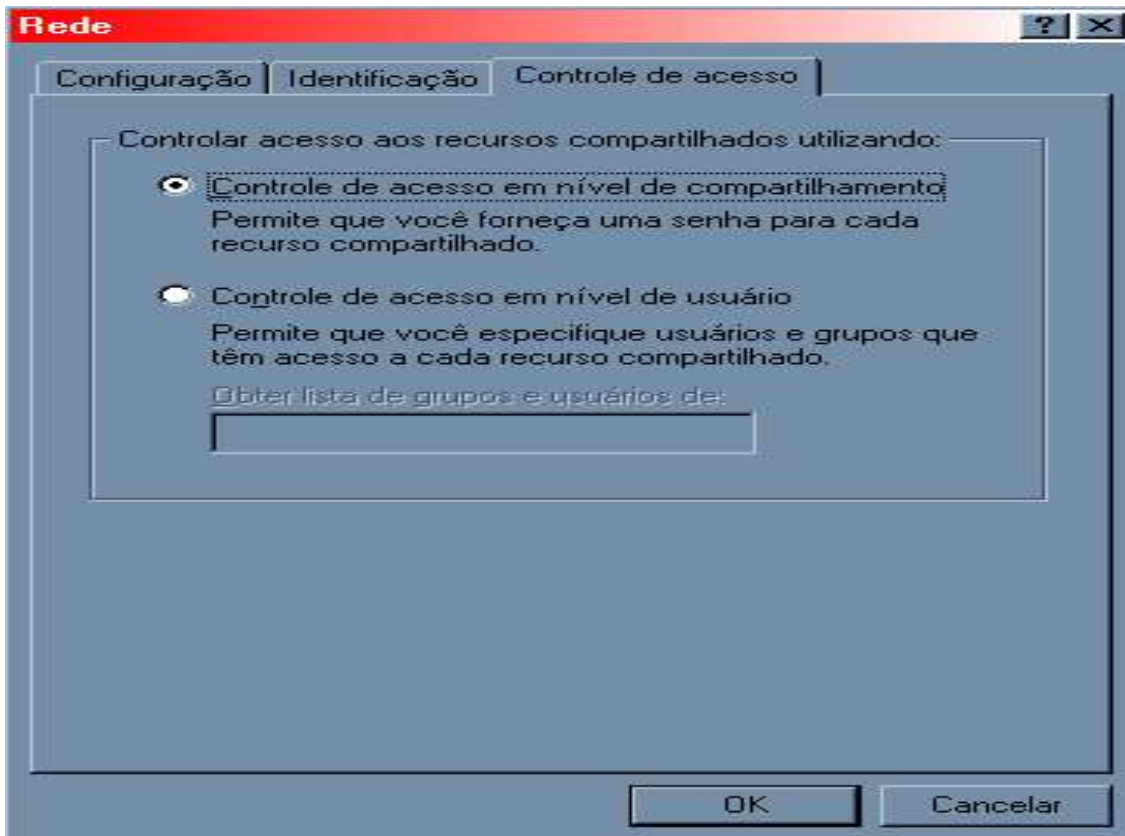 Rede
Configuração Identificação Controle de acesso
Controlar acesso aos recursos compartilhados utilizando:
Controle de acesso em nível de compartilhamento
Permite que você forneça uma senha para cada
recurso compartilhado.
Controle de acesso em nível de usuário
Permite que você especifique usuários e grupos que
têm acesso a cada recurso compartilhado.
Obter lista de grupos e usuários de:
OK Cancelar